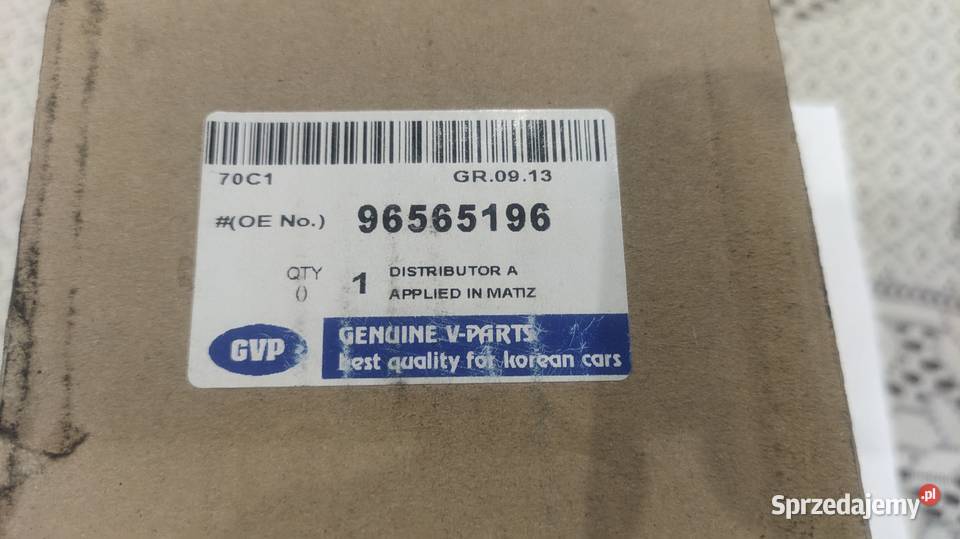 70C1 GR.09.13
#(OE No.) 96565196
QTY 1 DISTRIBUTOR A
() APPLIED IN MATIZ
GVP GENUINE V-PARTS
best quality for korean cars
Sprzedajemy.pl